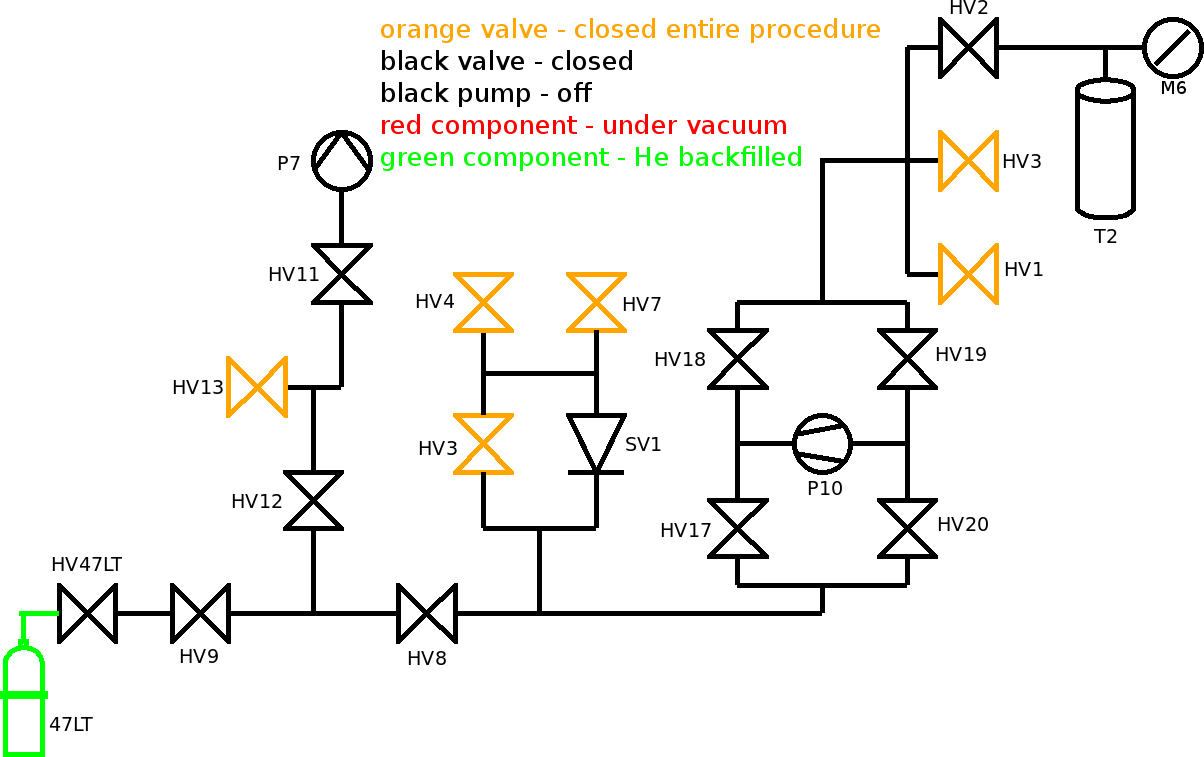 HV2
orange valve - closed entire procedure
black valve - closed
M6
black pump - off
red component - under vacuum
green component - He backfilled
P7
HV3
T2
HV1
HV11
HV4
HV7
HV18
HV19
HV13
HV3
SV1
P10
HV12
HV17
HV20
HV47LT
HV9
HV8
47LT